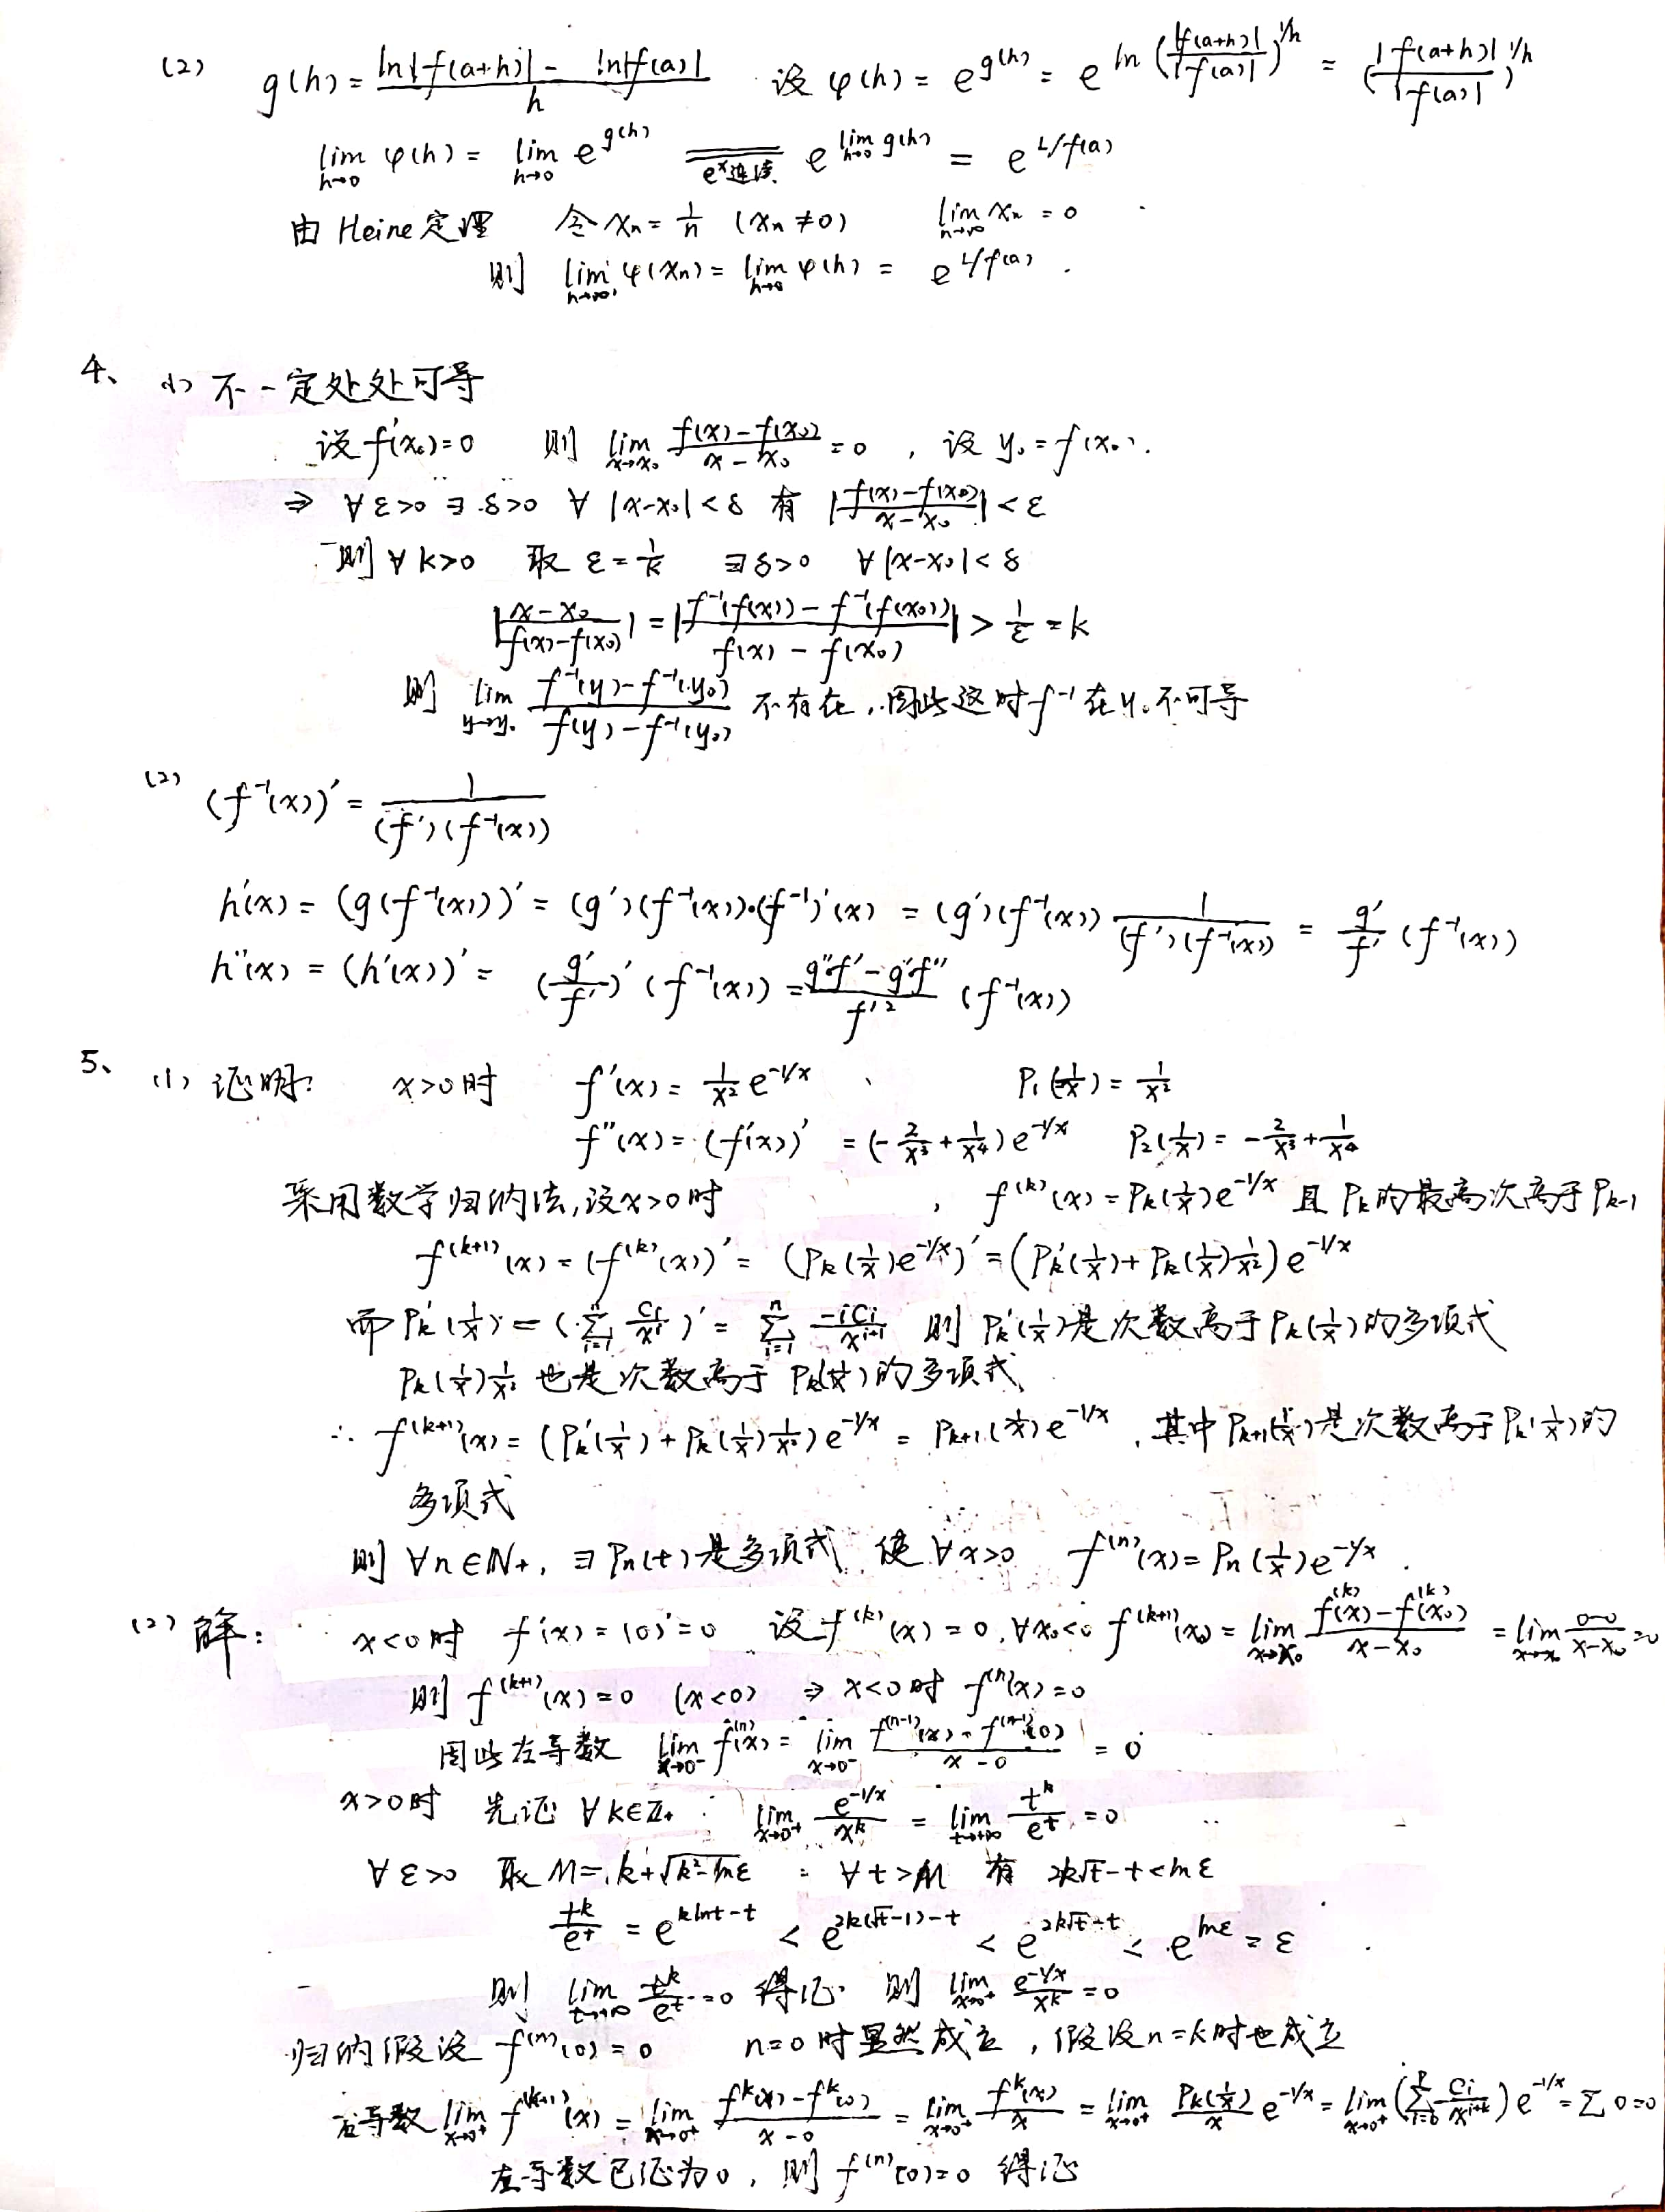 (2) g(h) = (ln|f(a+h)| - ln|f(a)|)/h 设 φ(h) = e^{g(h)} = e^{ln (|f(a+h)|/|f(a)|)^{1/h}} = (|f(a+h)|/|f(a)|)^{1/h}
lim_{h→0} φ(h) = lim_{h→0} e^{g(h)} = (e^x连续) e^{lim_{h→0} g(h)} = e^{L/f(a)}
由 Heine 定理 令 x_n = 1/n (x_n ≠ 0) lim_{n→∞} x_n = 0
则 lim_{n→∞} φ(x_n) = lim_{h→0} φ(h) = e^{L/f(a)}.
4、 (1) 不一定处处可导
设 f'(x₀)=0 则 lim_{x→x₀} (f(x)-f(x₀))/(x-x₀) = 0 , 设 y₀ = f(x₀).
⇒ ∀ε>0 ∃δ>0 ∀|x-x₀|<δ 有 |(f(x)-f(x₀))/(x-x₀)| < ε
则 ∀k>0 取 ε = 1/k ∃δ>0 ∀|x-x₀|<δ
|(x-x₀)/(f(x)-f(x₀))| = |(f⁻¹(f(x)) - f⁻¹(f(x₀)))/(f(x)-f(x₀))| > 1/ε = k
则 lim_{y→y₀} (f⁻¹(y)-f⁻¹(y₀))/(f(y)-f⁻¹(y₀)) 不存在, 因此这时 f⁻¹ 在 y₀ 不可导
(2) (f⁻¹(x))' = 1/((f')(f⁻¹(x)))
h'(x) = (g(f⁻¹(x)))' = (g')(f⁻¹(x))·(f⁻¹)'(x) = (g')(f⁻¹(x)) 1/((f')(f⁻¹(x))) = g'/f' (f⁻¹(x))
h''(x) = (h'(x))' = (g'/f')' (f⁻¹(x)) = (g''f' - g'f'')/f'² (f⁻¹(x))
5、 (1) 证明: x>0时 f'(x) = 1/x² e^{-1/x} 、 P₁(1/x) = 1/x²
f''(x) = (f'(x))' = (-2/x³ + 1/x⁴) e^{-1/x} P₂(1/x) = -2/x³ + 1/x⁴
采用数学归纳法,设x>0时 , f^{(k)}(x) = P_k(1/x)e^{-1/x} 且 P_k的最高次高于P_{k-1}
f^{(k+1)}(x) = (f^{(k)}(x))' = (P_k(1/x)e^{-1/x})' = (P_k'(1/x) + P_k(1/x)1/x²) e^{-1/x}
而 P_k'(1/x) = (Σ_{i=1}^{n} c_i/x^i)' = Σ_{i=1}^{n} -ic_i/x^{i+1} 则 P_k'(1/x)是次数高于P_k(1/x)的多项式
P_k(1/x)1/x² 也是次数高于 P_k(1/x)的多项式
∴ f^{(k+1)}(x) = (P_k'(1/x) + P_k(1/x)1/x²) e^{-1/x} = P_{k+1}(1/x) e^{-1/x} , 其中P_{k+1}(1/x)是次数高于P_k(1/x)的
多项式
则 ∀n∈N₊, ∃P_n(t)是多项式 使 ∀x>0 f^{(n)}(x) = P_n(1/x)e^{-1/x}.
(2) 解: x<0时 f'(x) = (0)' = 0 设 f^{(k)}(x) = 0, ∀x₀<0 f^{(k+1)}(x₀) = lim_{x→x₀} (f^{(k)}(x)-f^{(k)}(x₀))/(x-x₀) = lim_{x→x₀} (0-0)/(x-x₀) = 0
则 f^{(k+1)}(x)=0 (x<0) ⇒ x<0时 f^{(n)}(x)=0
因此左导数 lim_{x→0⁻} f^{(n)}(x) = lim_{x→0⁻} (f^{(n-1)}(x) - f^{(n-1)}(0))/(x-0) = 0
x>0时 先证 ∀k∈Z₊ lim_{x→0⁺} e^{-1/x}/x^k = lim_{t→+∞} t^k/e^t = 0
∀ε>0 取 M = k+√(k²-lnε) ∀t>M 有 2k√t-t<lnε
t^k/e^t = e^{klnt-t} < e^{2k(√t-1)-t} < e^{2k√t-t} < e^{lnε} = ε
则 lim_{t→+∞} t^k/e^t = 0 得证. 则 lim_{x→0⁺} e^{-1/x}/x^k = 0
归纳假设 f^{(n)}(0) = 0 n=0时显然成立 , 假设n=k时也成立
右导数 lim_{x→0⁺} f^{(k+1)}(x) = lim_{x→0⁺} (f^k(x)-f^k(0))/(x-0) = lim_{x→0⁺} f^k(x)/x = lim_{x→0⁺} P_k(1/x)/x e^{-1/x} = lim_{x→0⁺} (Σ_{i=0} c_i/x^{i+k}) e^{-1/x} = Σ0=0
左导数已证为0 , 则 f^{(n)}(0)=0 得证